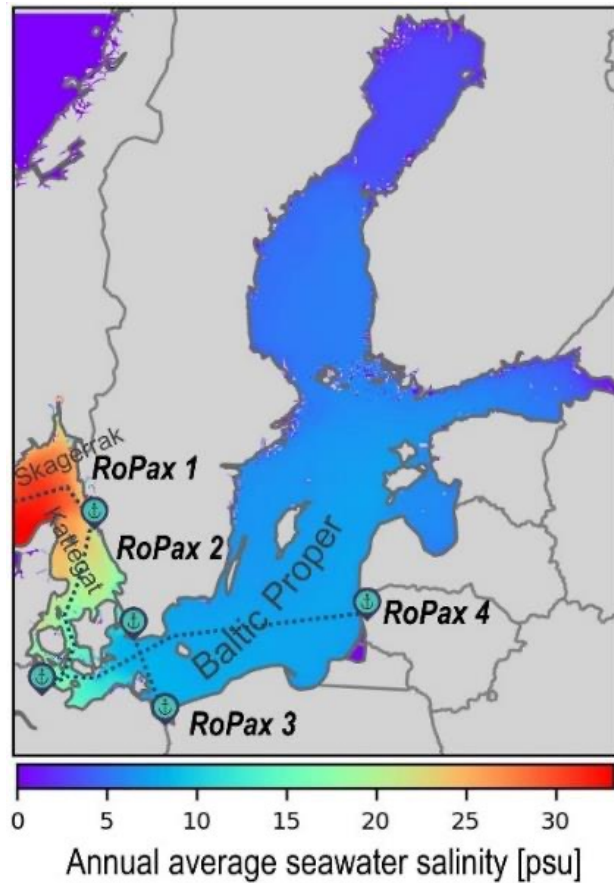 Skagerrak
RoPax 1
Kattegat
RoPax 2
Baltic Proper
RoPax 4
RoPax 3
0 5 10 15 20 25 30
Annual average seawater salinity [psu]